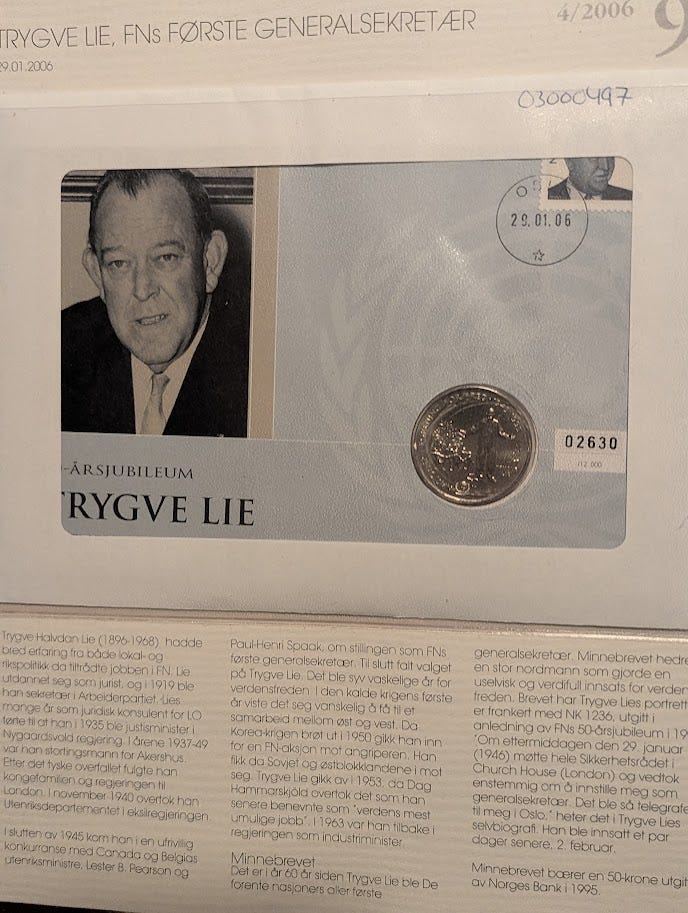 TRYGVE LIE, FNs FØRSTE GENERALSEKRETÆR
29.01.2006
4/2006
9
03000497
29.01.06
02630
/12 000
-ÅRSJUBILEUM
TRYGVE LIE
Trygve Halvdan Lie (1896-1968) hadde
bred erfaring fra både lokal- og
rikspolitikk da tiltrådte jobben i FN. Lie
utdannet seg som jurist, og i 1919 ble
han sekretær i Arbeiderpartiet. Lies
mange år som juridisk konsulent for LO
førte til at han i 1935 ble justisminister i
Nygaardsvold regjering. I årene 1937-49
var han stortingsmann for Akershus.
Etter det tyske overfallet fulgte han
kongefamilien og regjeringen til
London. I november 1940 overtok han
Utenriksdepartementet i eksilregjeringen.
I slutten av 1945 kom han i en ufrivillig
konkurranse med Canada og Belgias
utenriksministre, Lester B. Pearson og
Paul-Henri Spaak, om stillingen som FNs
første generalsekretær. Til slutt falt valget
på Trygve Lie. Det ble syv vaskelige år for
verdensfreden. I den kalde krigens første
år viste det seg vanskelig å få til et
samarbeid mellom øst og vest. Da
Korea-krigen brøt ut i 1950 gikk han inn
for en FN-aksjon mot angriperen. Han
fikk da Sovjet og østblokklandene i mot
seg. Trygve Lie gikk av i 1953, da Dag
Hammarskjöld overtok det som han
senere benevnte som "verdens mest
umulige jobb". I 1963 var han tilbake i
regjeringen som industriminister.
Minnebrevet
Det er i år 60 år siden Trygve Lie ble De
forente nasjoners aller første
generalsekretær. Minnebrevet hedre
en stor nordmann som gjorde en
uselvisk og verdifull innsats for verden
freden. Brevet har Trygve Lies portrett
er frankert med NK 1236, utgitt i
anledning av FNs 50-årsjubileum i 19
"Om ettermiddagen den 29. januar
(1946) møtte hele Sikkerhetsrådet i
Church House (London) og vedtok
enstemmig om å innstille meg som
generalsekretær. Det ble så telegrafe
til meg i Oslo," heter det i Trygve Lies
selvbiografi. Han ble innsatt et par
dager senere, 2. februar.
Minnebrevet bærer en 50-krone utgit
av Norges Bank i 1995.